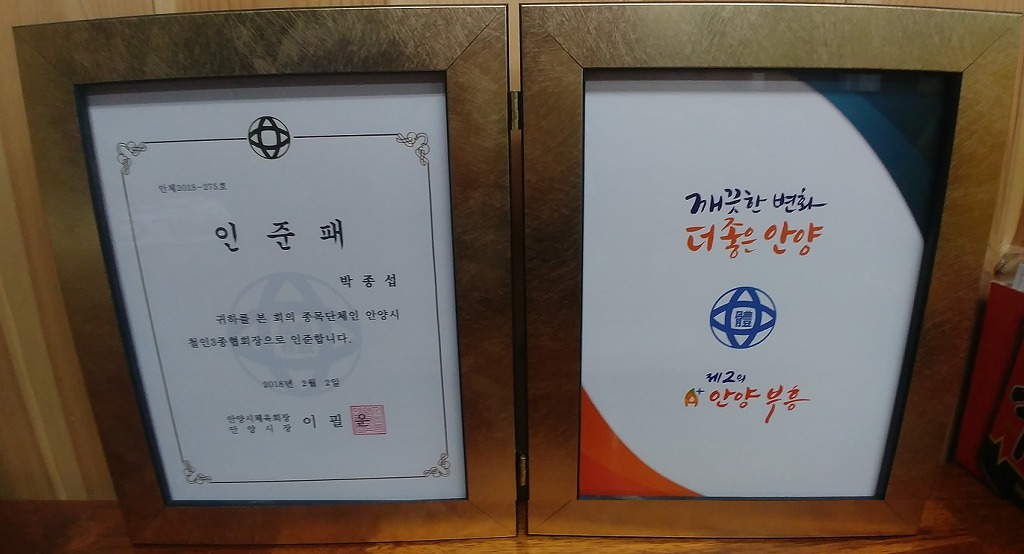 안체2018-275호
인 준 패
박 종 섭
귀하를 본 회의 종목단체인 안양시
철인3종협회장으로 인준합니다.
2018년 2월 2일
안양시체육회장
안 양 시 장
이 필 운
깨끗한 변화
더 좋은 안양
體
제2의
A+ 안양 부흥